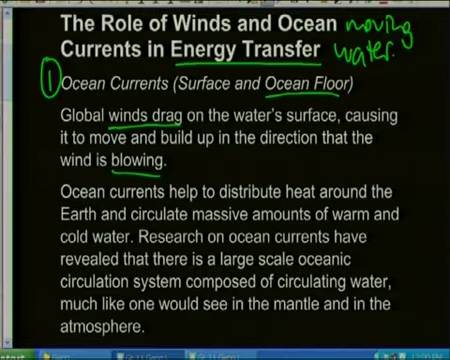 The Role of Winds and Ocean moving
Currents in Energy Transfer water.
1 Ocean Currents (Surface and Ocean Floor)
Global winds drag on the water's surface, causing
it to move and build up in the direction that the
wind is blowing.
Ocean currents help to distribute heat around the
Earth and circulate massive amounts of warm and
cold water. Research on ocean currents have
revealed that there is a large scale oceanic
circulation system composed of circulating water,
much like one would see in the mantle and in the
atmosphere.
start